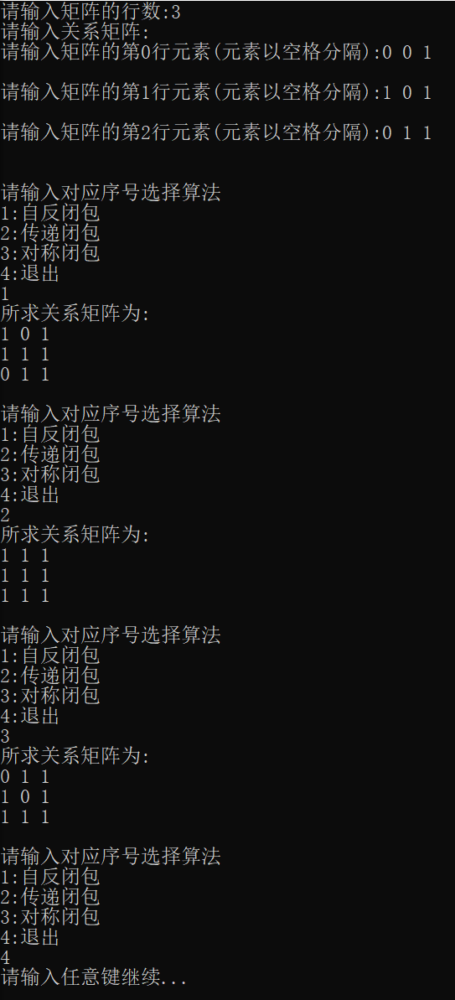 请输入矩阵的行数:3
请输入关系矩阵:
请输入矩阵的第0行元素(元素以空格分隔):0 0 1
请输入矩阵的第1行元素(元素以空格分隔):1 0 1
请输入矩阵的第2行元素(元素以空格分隔):0 1 1
请输入对应序号选择算法
1:自反闭包
2:传递闭包
3:对称闭包
4:退出
1
所求关系矩阵为:
1 0 1
1 1 1
0 1 1
请输入对应序号选择算法
1:自反闭包
2:传递闭包
3:对称闭包
4:退出
2
所求关系矩阵为:
1 1 1
1 1 1
1 1 1
请输入对应序号选择算法
1:自反闭包
2:传递闭包
3:对称闭包
4:退出
3
所求关系矩阵为:
0 1 1
1 0 1
1 1 1
请输入对应序号选择算法
1:自反闭包
2:传递闭包
3:对称闭包
4:退出
4
请输入任意键继续...